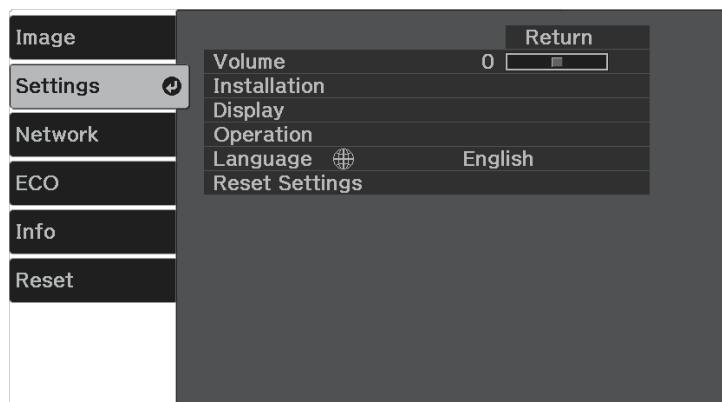 Image
Settings
Network
ECO
Info
Reset
Return
Volume 0
Installation
Display
Operation
Language English
Reset Settings